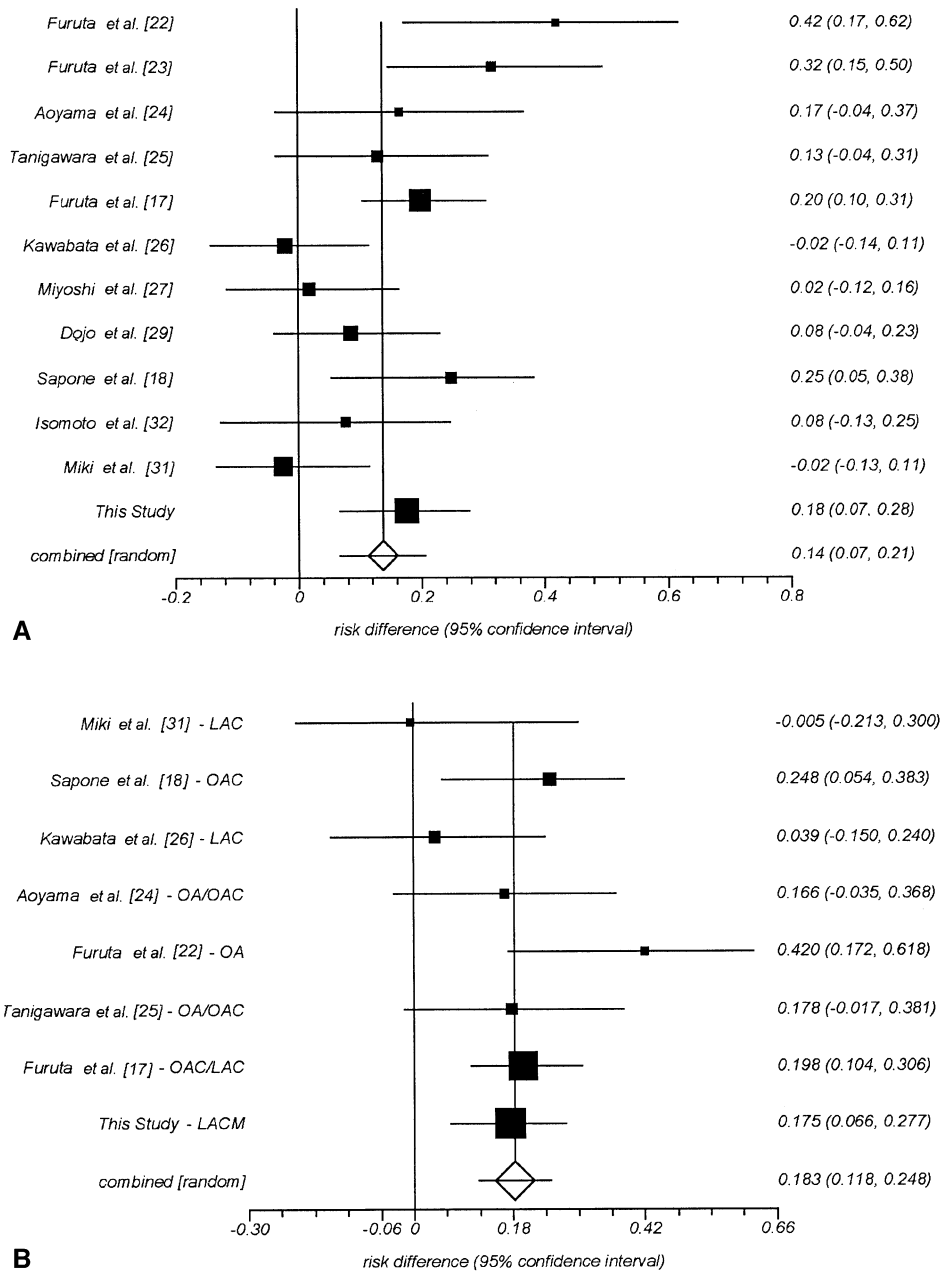 Furuta et al. [22] 0.42 (0.17, 0.62)
Furuta et al. [23] 0.32 (0.15, 0.50)
Aoyama et al. [24] 0.17 (-0.04, 0.37)
Tanigawara et al. [25] 0.13 (-0.04, 0.31)
Furuta et al. [17] 0.20 (0.10, 0.31)
Kawabata et al. [26] -0.02 (-0.14, 0.11)
Miyoshi et al. [27] 0.02 (-0.12, 0.16)
Dojo et al. [29] 0.08 (-0.04, 0.23)
Sapone et al. [18] 0.25 (0.05, 0.38)
Isomoto et al. [32] 0.08 (-0.13, 0.25)
Miki et al. [31] -0.02 (-0.13, 0.11)
This Study 0.18 (0.07, 0.28)
combined [random] 0.14 (0.07, 0.21)
-0.2 0 0.2 0.4 0.6 0.8
A risk difference (95% confidence interval)
Miki et al. [31] - LAC -0.005 (-0.213, 0.300)
Sapone et al. [18] - OAC 0.248 (0.054, 0.383)
Kawabata et al. [26] - LAC 0.039 (-0.150, 0.240)
Aoyama et al. [24] - OA/OAC 0.166 (-0.035, 0.368)
Furuta et al. [22] - OA 0.420 (0.172, 0.618)
Tanigawara et al. [25] - OA/OAC 0.178 (-0.017, 0.381)
Furuta et al. [17] - OAC/LAC 0.198 (0.104, 0.306)
This Study - LACM 0.175 (0.066, 0.277)
combined [random] 0.183 (0.118, 0.248)
-0.30 -0.06 0 0.18 0.42 0.66
B risk difference (95% confidence interval)